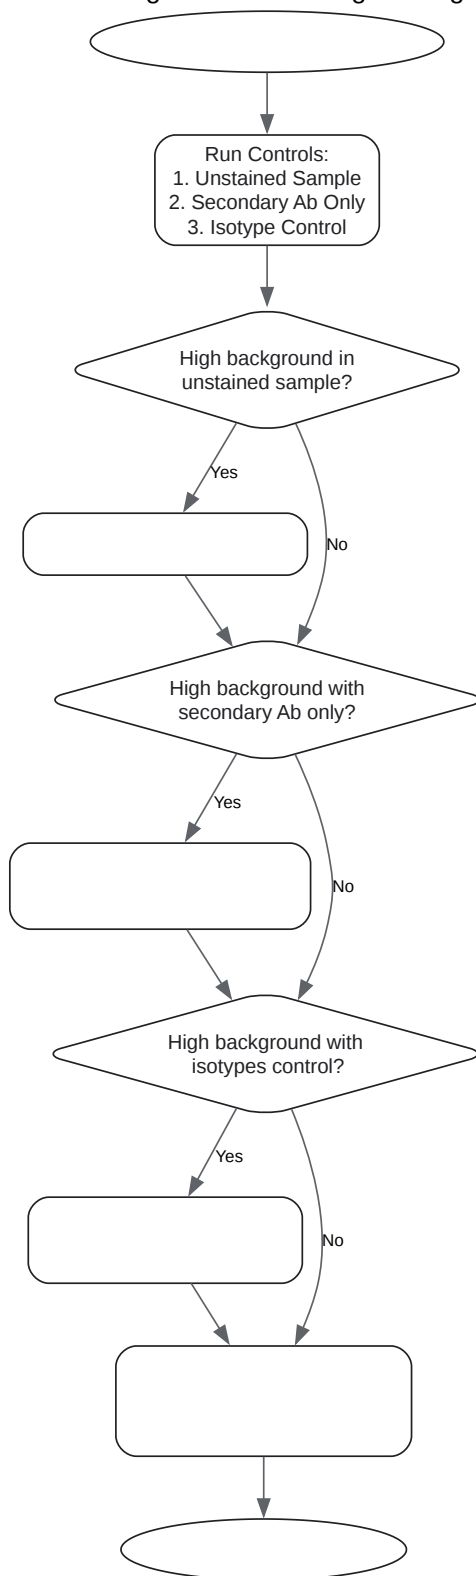 Run Controls:
1. Unstained Sample
2. Secondary Ab Only
3. Isotype Control
High background in
unstained sample?
Yes
No
High background with
secondary Ab only?
Yes
No
High background with
isotypes control?
Yes
No